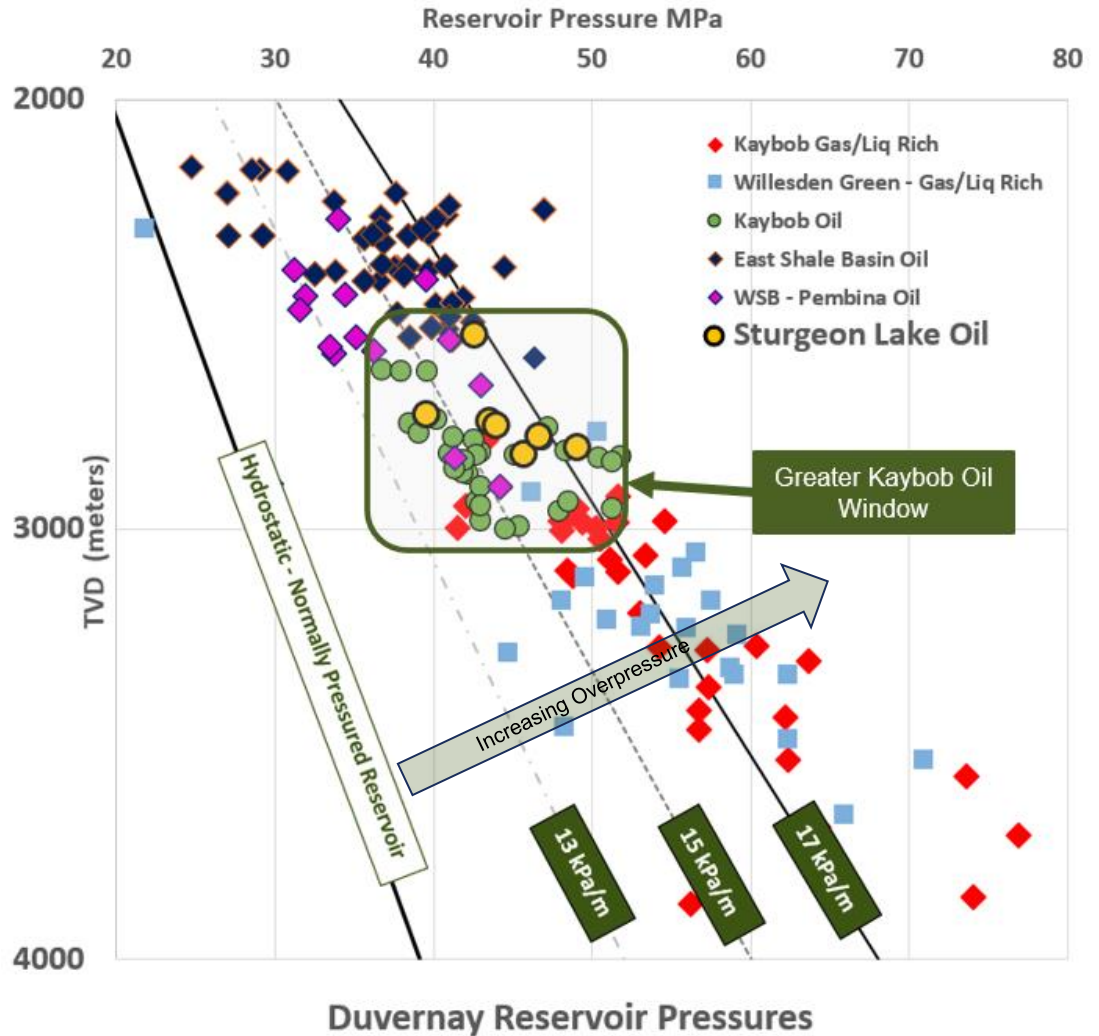 Reservoir Pressure MPa
20 30 40 50 60 70 80
2000
Kaybob Gas/Liq Rich
Willesden Green - Gas/Liq Rich
Kaybob Oil
East Shale Basin Oil
WSB - Pembina Oil
Sturgeon Lake Oil
Greater Kaybob Oil
Window
TVD (meters)
3000
Hydrostatic - Normally Pressured Reservoir
Increasing Overpressure
13 kPa/m
15 kPa/m
17 kPa/m
4000
Duvernay Reservoir Pressures